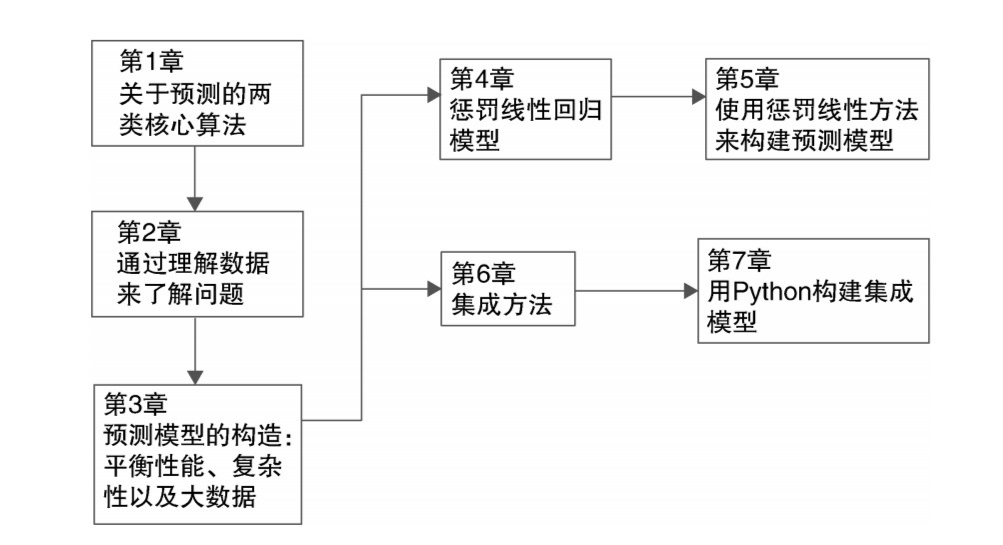 第1章
关于预测的两
类核心算法
第2章
通过理解数据
来了解问题
第3章
预测模型的构造：
平衡性能、复杂
性以及大数据
第4章
惩罚线性回归
模型
第5章
使用惩罚线性方法
来构建预测模型
第6章
集成方法
第7章
用Python构建集成
模型